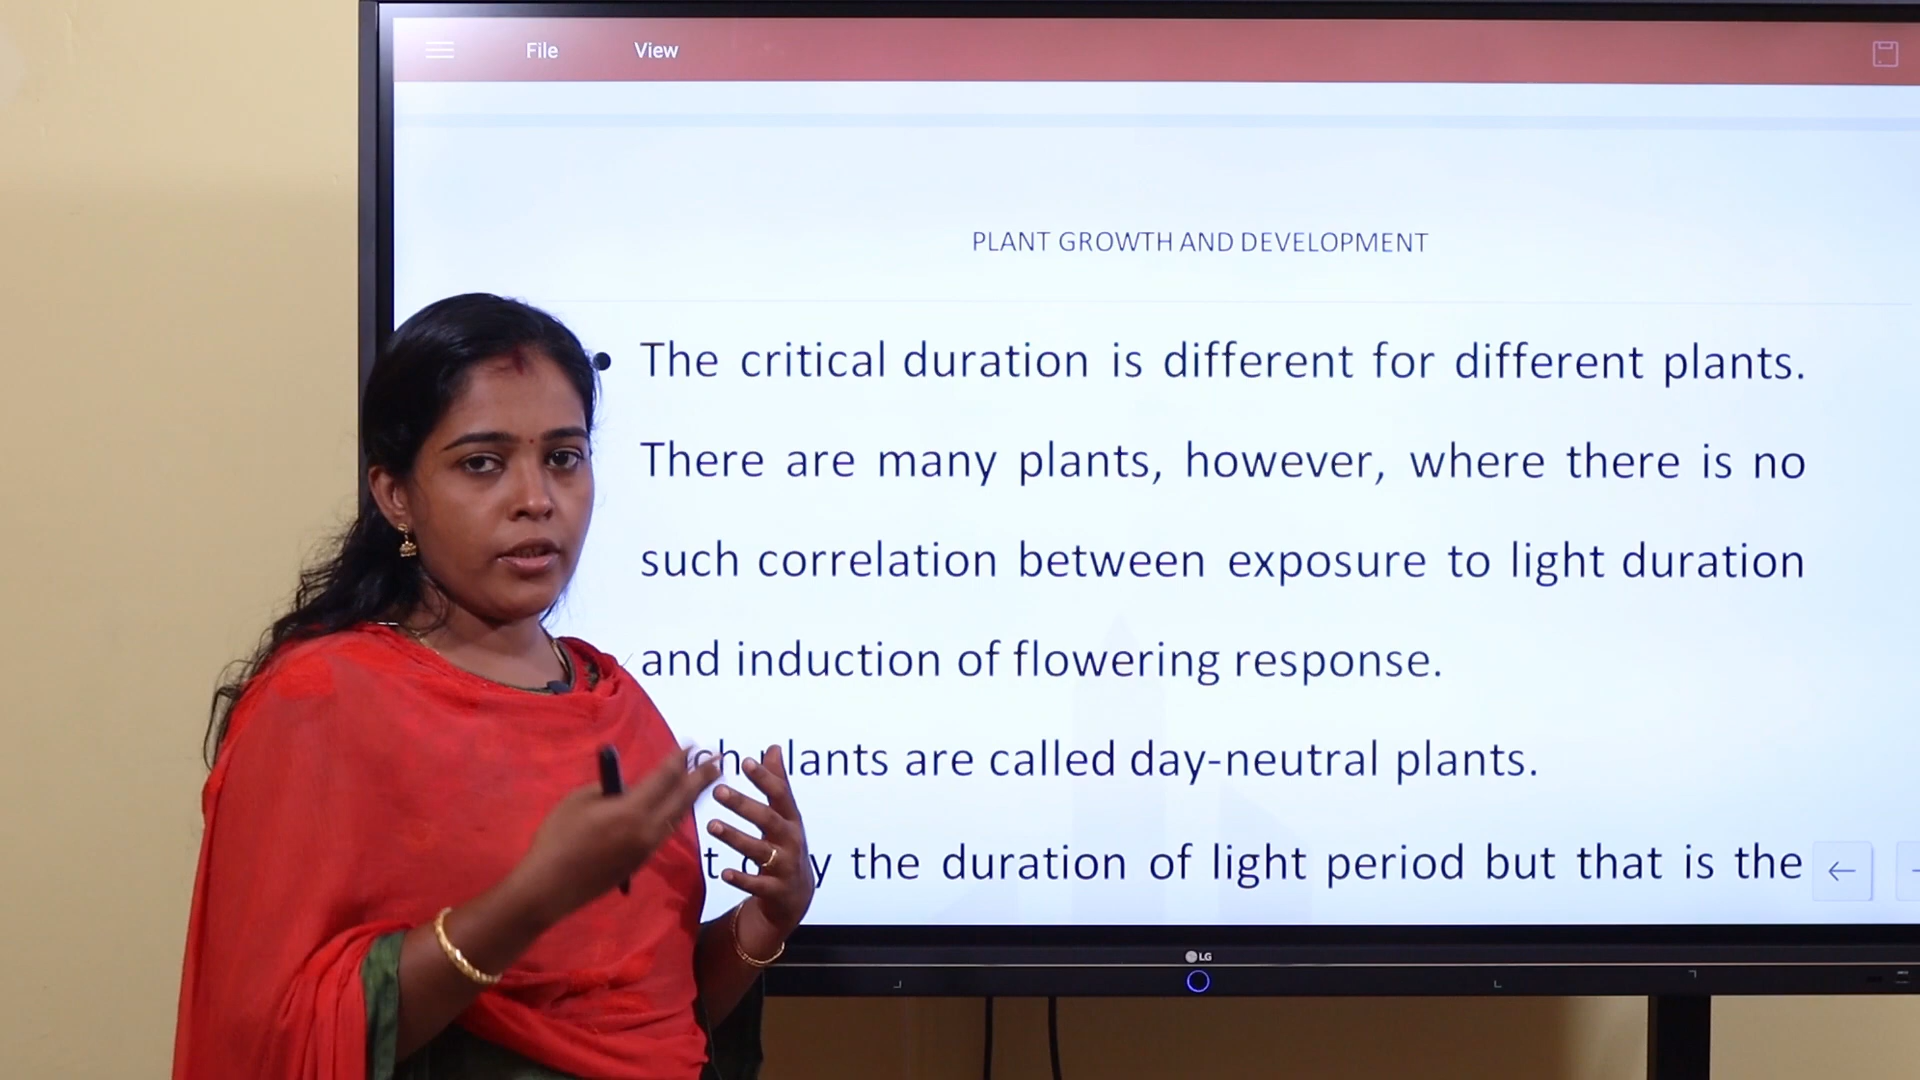 File View
PLANT GROWTH AND DEVELOPMENT
• The critical duration is different for different plants.
There are many plants, however, where there is no
such correlation between exposure to light duration
and induction of flowering response.
plants are called day-neutral plants.
the duration of light period but that is the
LG